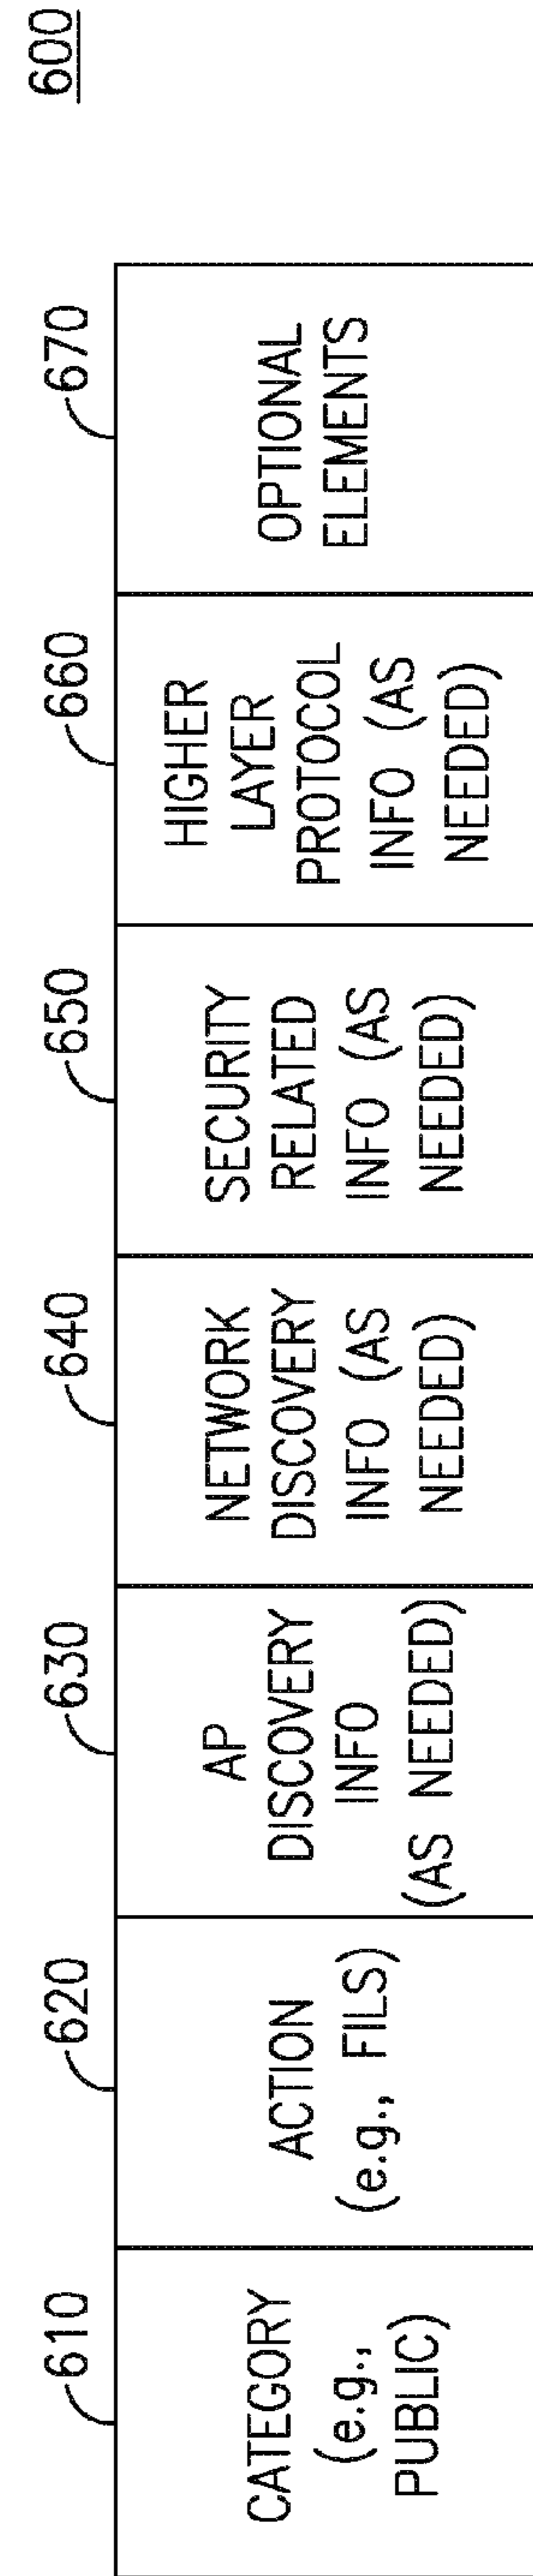 600
610
620
630
640
650
660
670
CATEGORY
(e.g.,
PUBLIC)
ACTION
(e.g., FILS)
AP
DISCOVERY
INFO
(AS NEEDED)
NETWORK
DISCOVERY
INFO (AS
NEEDED)
SECURITY
RELATED
INFO (AS
NEEDED)
HIGHER
LAYER
PROTOCOL
INFO (AS
NEEDED)
OPTIONAL
ELEMENTS